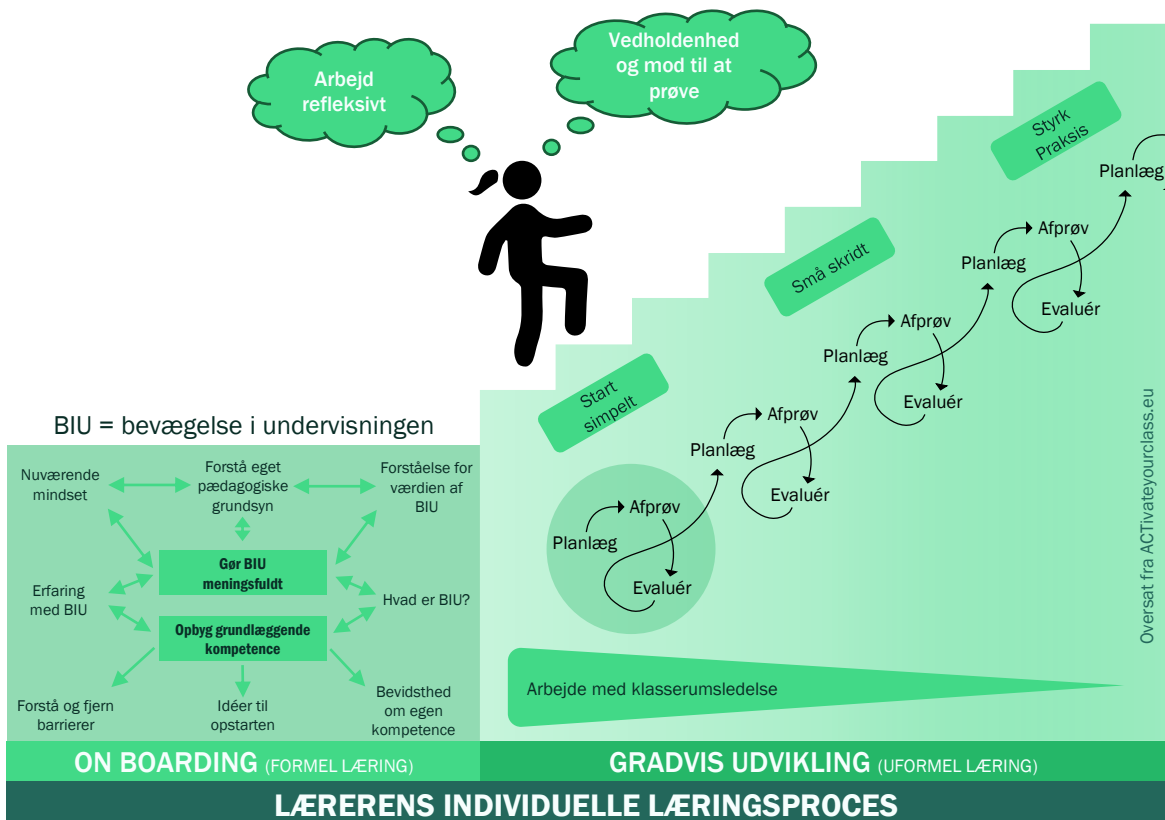 Arbejd
refleksivt
Vedholdenhed
og mod til at
prøve
Styrk
Praksis
Små skridt
Start
simpelt
Planlæg
Afprøv
Evaluér
Planlæg
Afprøv
Evaluér
Planlæg
Afprøv
Evaluér
Planlæg
Afprøv
Evaluér
Planlæg
BIU = bevægelse i undervisningen
Nuværende
mindset
Forstå eget
pædagogiske
grundsyn
Forståelse for
værdien af
BIU
Gør BIU
meningsfuldt
Erfaring
med BIU
Hvad er BIU?
Opbyg grundlæggende
kompetence
Forstå og fjern
barrierer
Idéer til
opstarten
Bevidsthed
om egen
kompetence
Arbejde med klasserumsledelse
Oversat fra ACTivateyourclass.eu
ON BOARDING (FORMEL LÆRING)
GRADVIS UDVIKLING (UFORMEL LÆRING)
LÆRERENS INDIVIDUELLE LÆRINGSPROCES